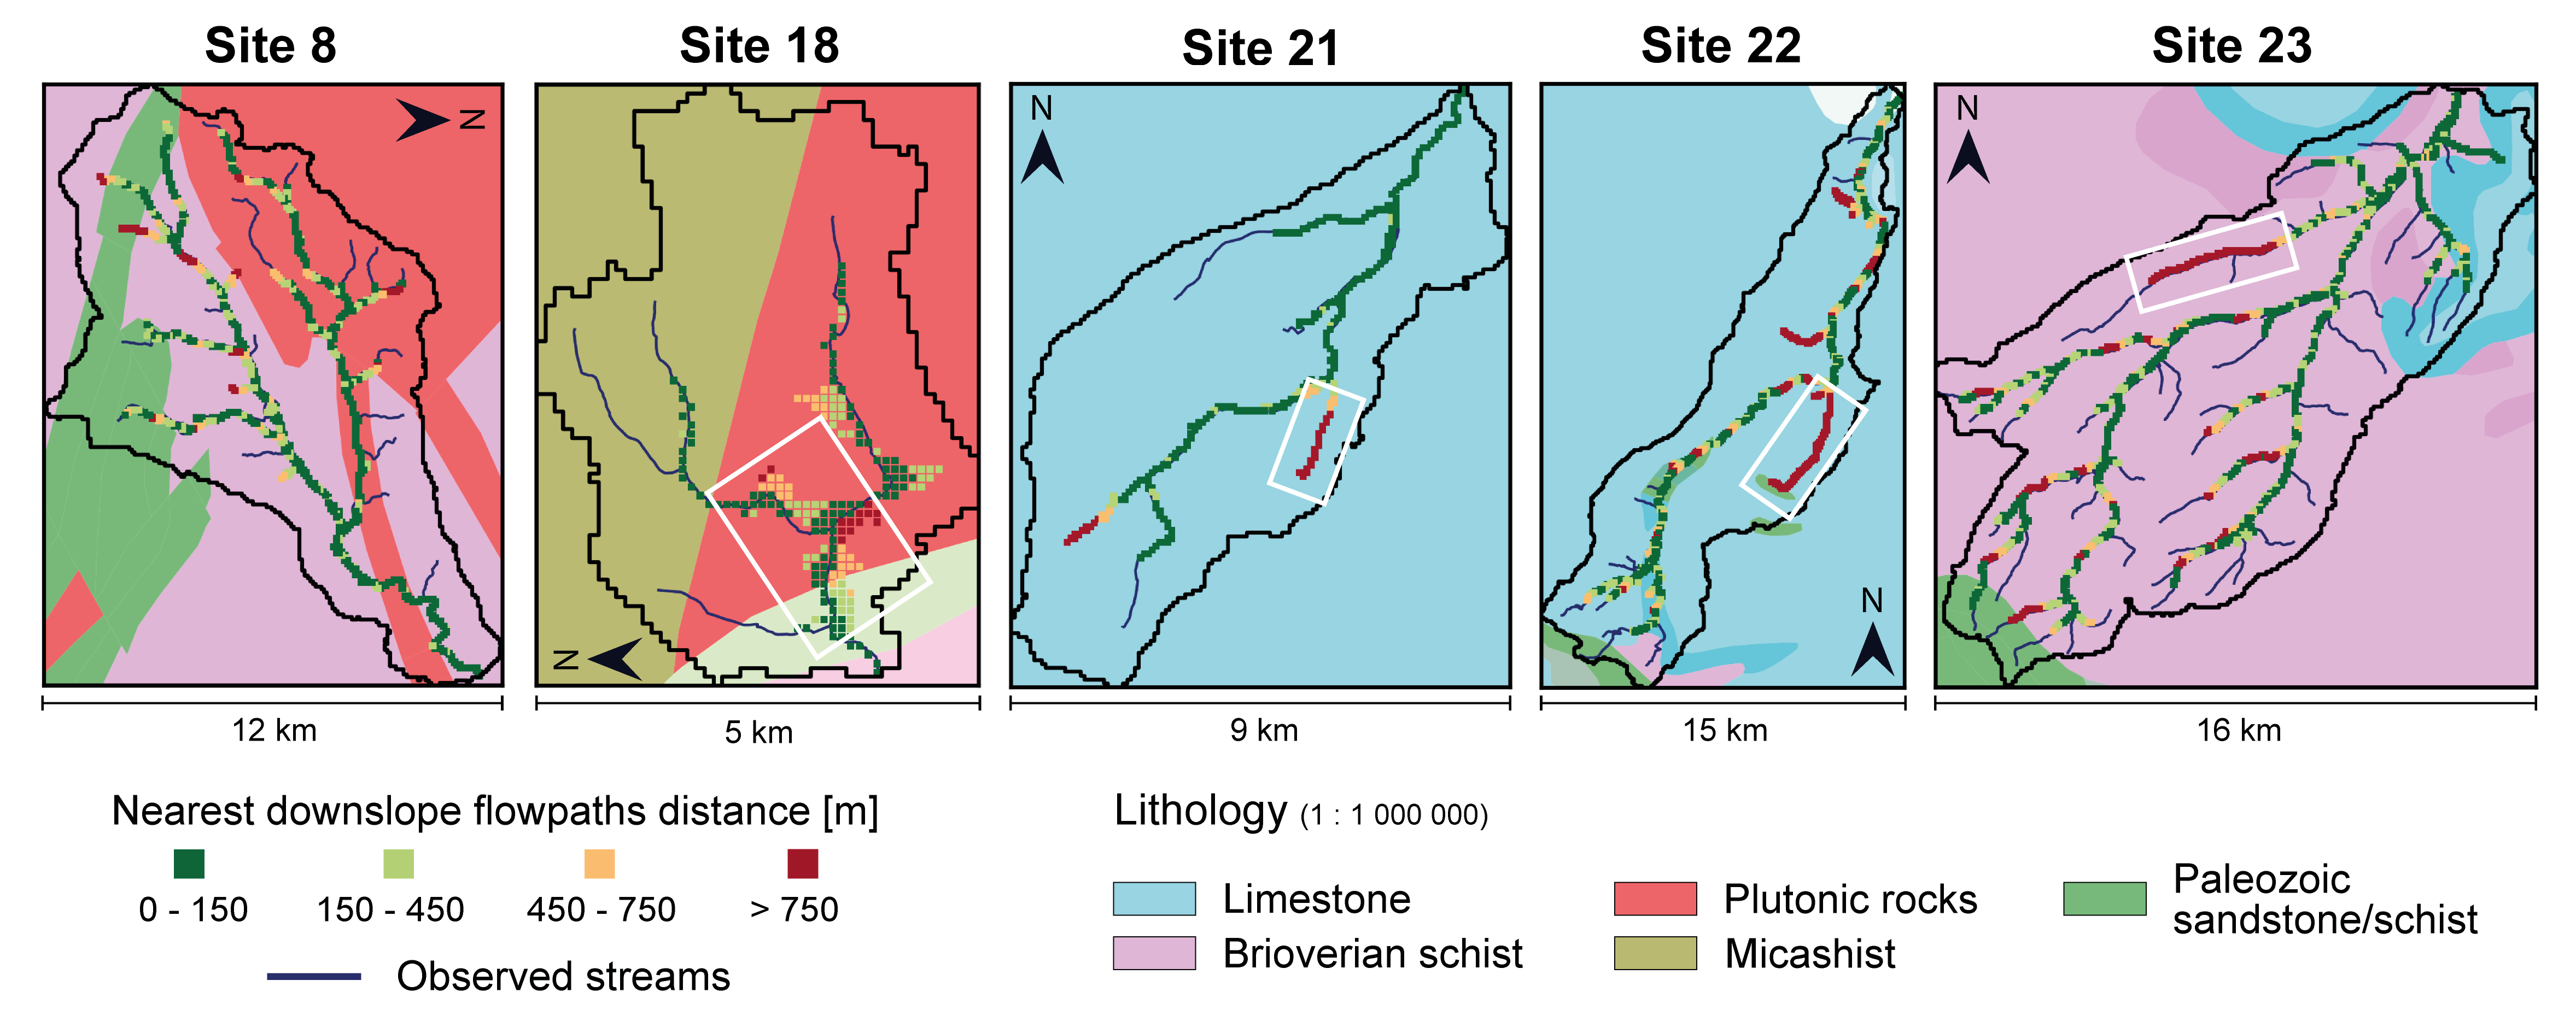 Site 8
Site 18
Site 21
Site 22
Site 23
N
N
N
N
N
12 km
5 km
9 km
15 km
16 km
Nearest downslope flowpaths distance [m]
0 - 150
150 - 450
450 - 750
> 750
Observed streams
Lithology (1 : 1 000 000)
Limestone
Brioverian schist
Plutonic rocks
Micashist
Paleozoic
sandstone/schist